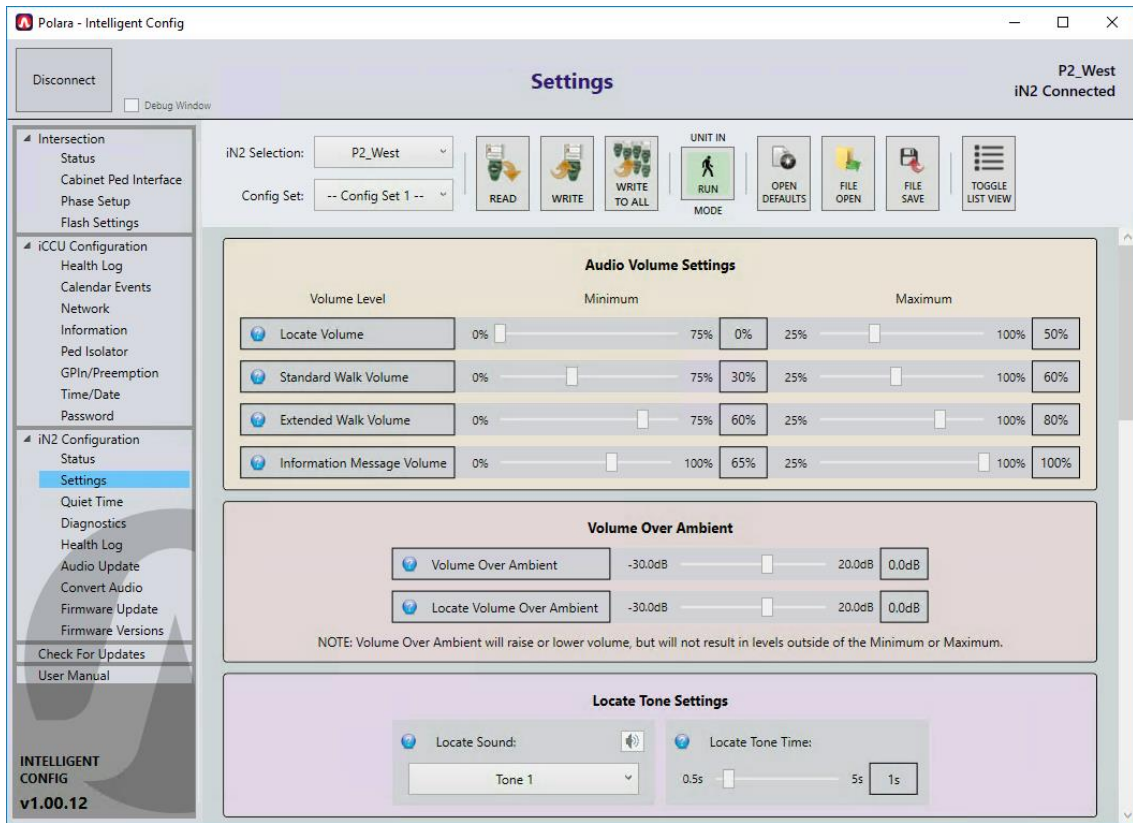 Polara - Intelligent Config
Disconnect
Debug Window
Settings
P2_West
iN2 Connected
Intersection
Status
Cabinet Ped Interface
Phase Setup
Flash Settings
iCCU Configuration
Health Log
Calendar Events
Network
Information
Ped Isolator
GPIn/Preemption
Time/Date
Password
iN2 Configuration
Status
Settings
Quiet Time
Diagnostics
Health Log
Audio Update
Convert Audio
Firmware Update
Firmware Versions
Check For Updates
User Manual
INTELLIGENT
CONFIG
v1.00.12
iN2 Selection: P2_West
Config Set: -- Config Set 1 --
READ
WRITE
WRITE
TO ALL
UNIT IN
RUN
MODE
OPEN
DEFAULTS
FILE
OPEN
FILE
SAVE
TOGGLE
LIST VIEW
Audio Volume Settings
Volume Level Minimum Maximum
Locate Volume 0% 75% 0% 25% 100% 50%
Standard Walk Volume 0% 75% 30% 25% 100% 60%
Extended Walk Volume 0% 75% 60% 25% 100% 80%
Information Message Volume 0% 100% 65% 25% 100% 100%
Volume Over Ambient
Volume Over Ambient -30.0dB 20.0dB 0.0dB
Locate Volume Over Ambient -30.0dB 20.0dB 0.0dB
NOTE: Volume Over Ambient will raise or lower volume, but will not result in levels outside of the Minimum or Maximum.
Locate Tone Settings
Locate Sound:
Tone 1
Locate Tone Time:
0.5s 5s 1s